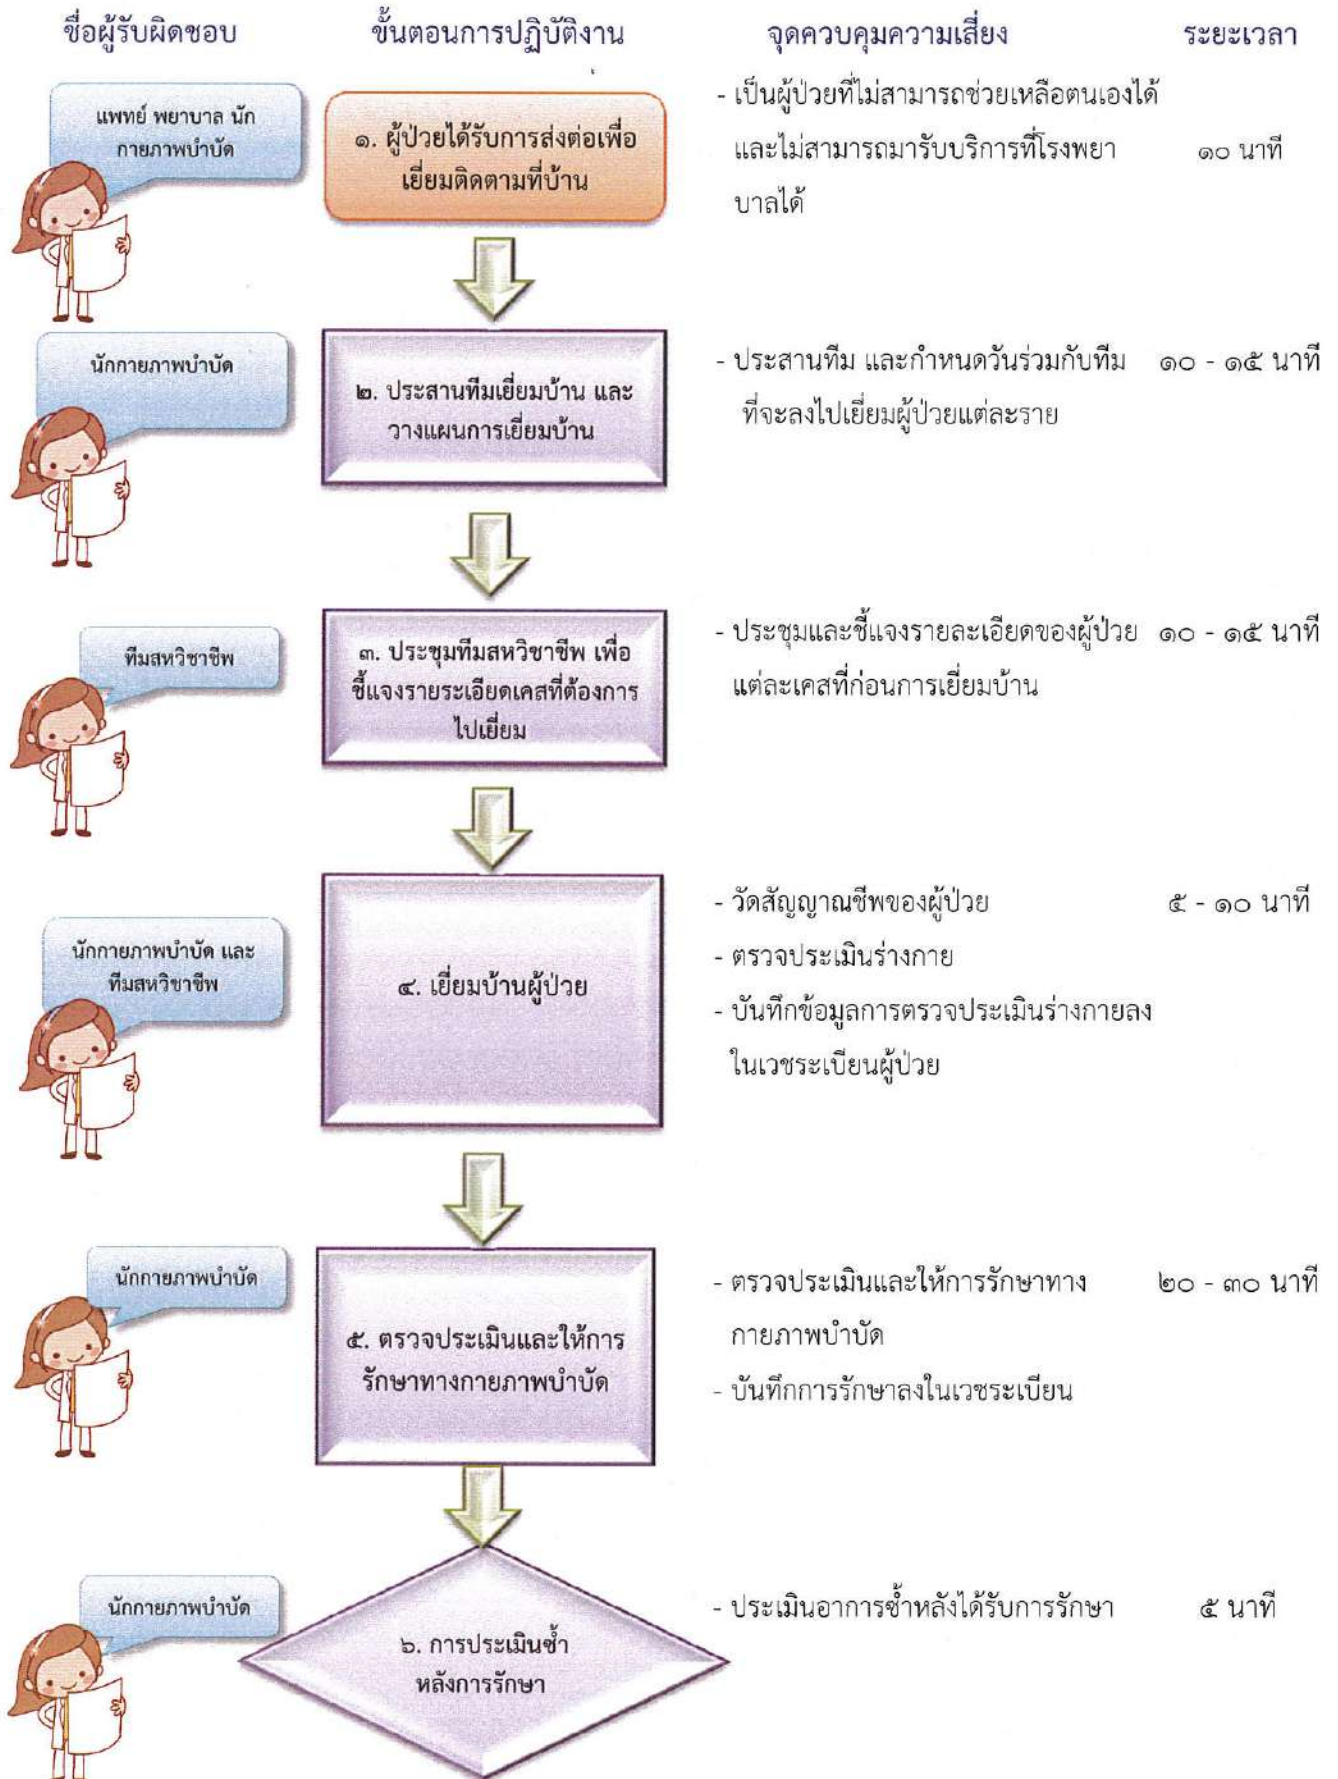 ชื่อผู้รับผิดชอบ ขั้นตอนการปฏิบัติงาน จุดควบคุมความเสี่ยง ระยะเวลา
แพทย์ พยาบาล นัก
กายภาพบำบัด
๑. ผู้ป่วยได้รับการส่งต่อเพื่อ
เยี่ยมติดตามที่บ้าน
- เป็นผู้ป่วยที่ไม่สามารถช่วยเหลือตนเองได้
และไม่สามารถมารับบริการที่โรงพยา
บาลได้
๑๐ นาที
นักกายภาพบำบัด
๒. ประสานทีมเยี่ยมบ้าน และ
วางแผนการเยี่ยมบ้าน
- ประสานทีม และกำหนดวันร่วมกับทีม
ที่จะลงไปเยี่ยมผู้ป่วยแต่ละราย
๑๐ - ๑๕ นาที
ทีมสหวิชาชีพ
๓. ประชุมทีมสหวิชาชีพ เพื่อ
ชี้แจงรายระเอียดเคสที่ต้องการ
ไปเยี่ยม
- ประชุมและชี้แจงรายละเอียดของผู้ป่วย
แต่ละเคสที่ก่อนการเยี่ยมบ้าน
๑๐ - ๑๕ นาที
นักกายภาพบำบัด และ
ทีมสหวิชาชีพ
๔. เยี่ยมบ้านผู้ป่วย
- วัดสัญญาณชีพของผู้ป่วย
- ตรวจประเมินร่างกาย
- บันทึกข้อมูลการตรวจประเมินร่างกายลง
ในเวชระเบียนผู้ป่วย
๕ - ๑๐ นาที
นักกายภาพบำบัด
๕. ตรวจประเมินและให้การ
รักษาทางกายภาพบำบัด
- ตรวจประเมินและให้การรักษาทาง
กายภาพบำบัด
- บันทึกการรักษาลงในเวชระเบียน
๒๐ - ๓๐ นาที
นักกายภาพบำบัด
๖. การประเมินซ้ำ
หลังการรักษา
- ประเมินอาการซ้ำหลังได้รับการรักษา
๕ นาที